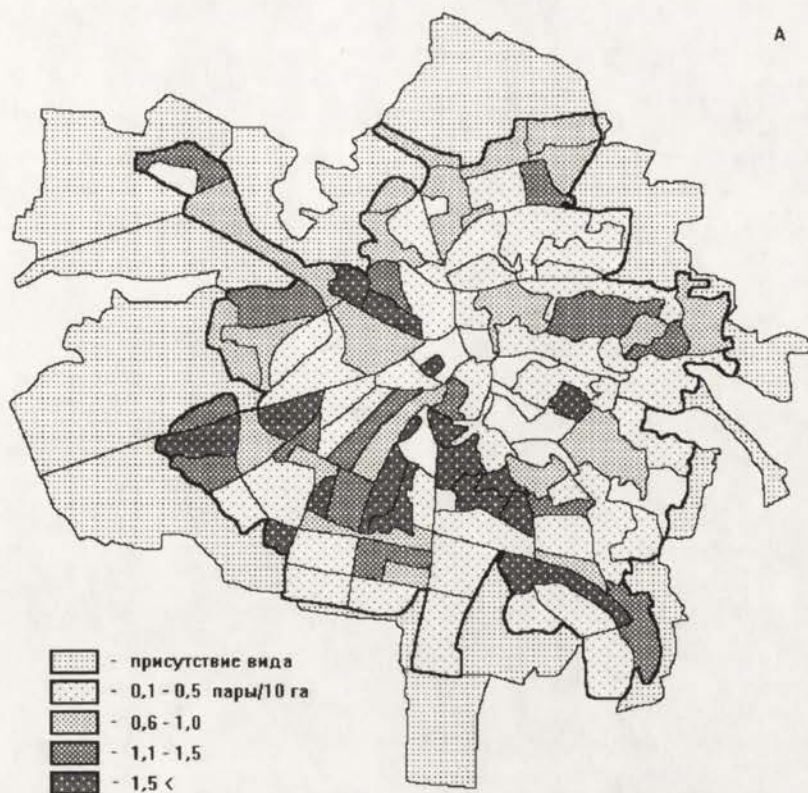 А
- присутствие вида
- 0,1 - 0,5 пары/10 га
- 0,6 - 1,0
- 1,1 - 1,5
- 1,5 <